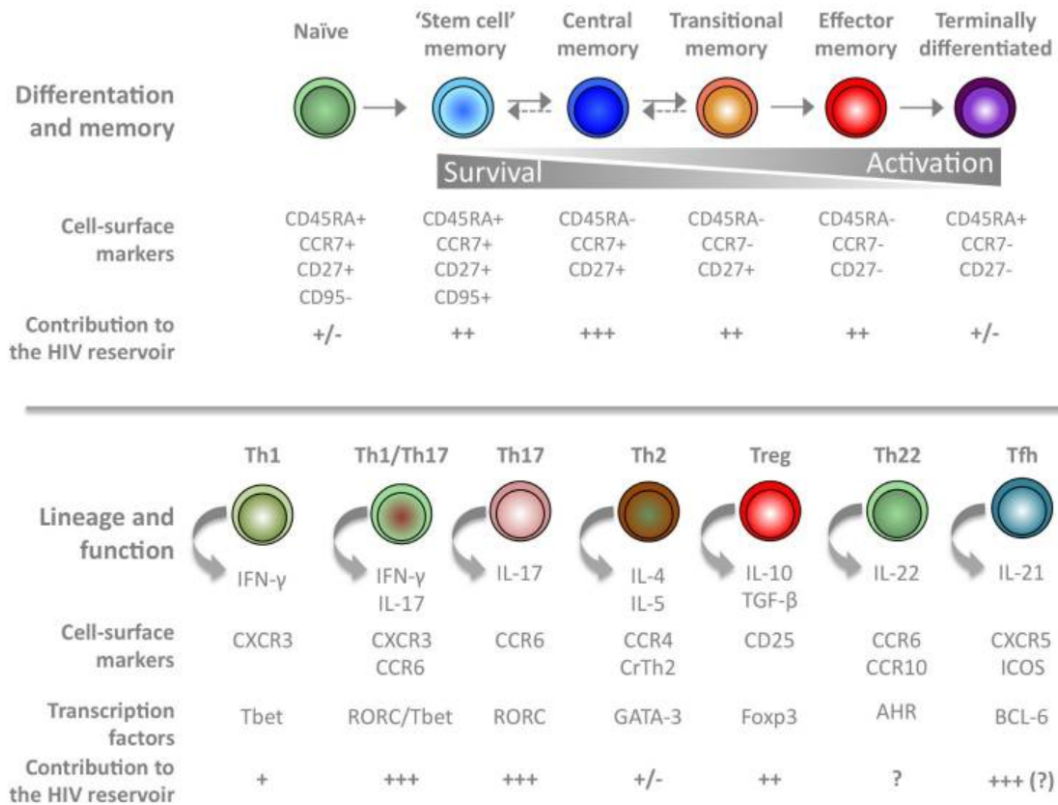 Naïve
'Stem cell' memory
Central memory
Transitional memory
Effector memory
Terminally differentiated
Differentation and memory
Survival
Activation
Cell-surface markers
CD45RA+ CD45RA+ CD45RA- CD45RA- CD45RA- CD45RA+
CCR7+ CCR7+ CCR7+ CCR7- CCR7- CCR7-
CD27+ CD27+ CD27+ CD27+ CD27- CD27-
CD95- CD95+
Contribution to the HIV reservoir
+/- ++ +++ ++ ++ +/-
Th1 Th1/Th17 Th17 Th2 Treg Th22 Tfh
Lineage and function
IFN-γ IFN-γ IL-17 IL-4 IL-10 IL-22 IL-21
IL-17 IL-5 TGF-β
Cell-surface markers
CXCR3 CXCR3 CCR6 CCR4 CD25 CCR6 CXCR5
CCR6 CrTh2 CCR10 ICOS
Transcription factors
Tbet RORC/Tbet RORC GATA-3 Foxp3 AHR BCL-6
Contribution to the HIV reservoir
+ +++ +++ +/- ++ ? +++ (?)